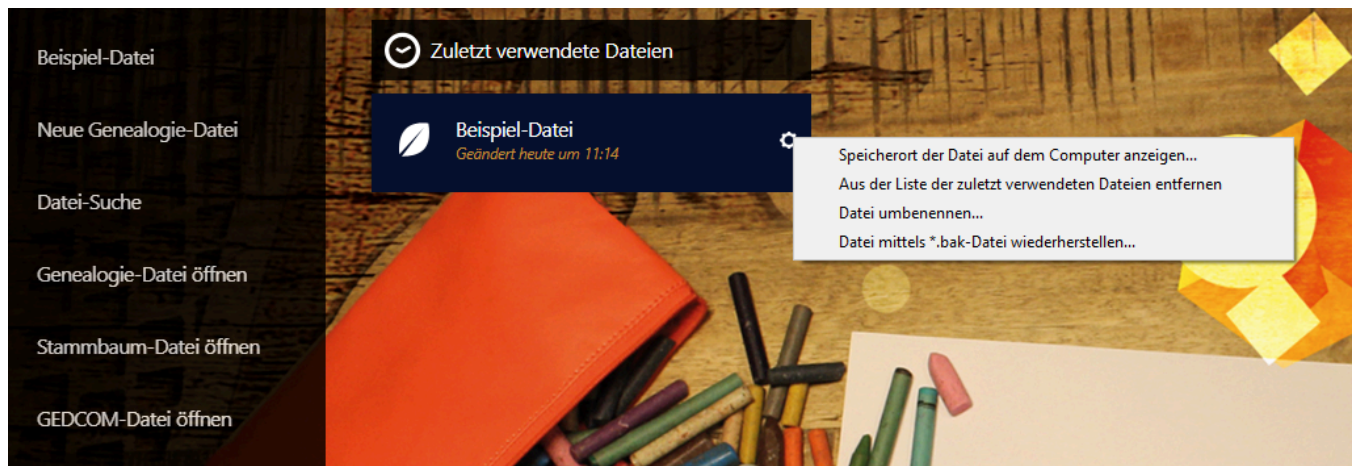 Beispiel-Datei
Neue Genealogie-Datei
Datei-Suche
Genealogie-Datei öffnen
Stammbaum-Datei öffnen
GEDCOM-Datei öffnen
Zuletzt verwendete Dateien
Beispiel-Datei
Geändert heute um 11:14
Speicherort der Datei auf dem Computer anzeigen...
Aus der Liste der zuletzt verwendeten Dateien entfernen
Datei umbenennen...
Datei mittels *.bak-Datei wiederherstellen...